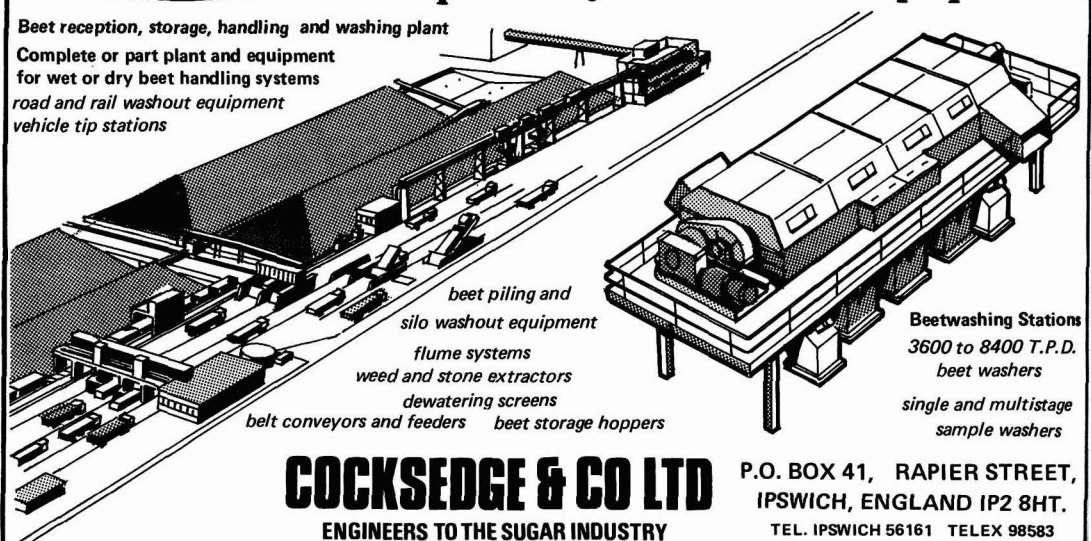 Beet reception, storage, handling and washing plant
Complete or part plant and equipment
for wet or dry beet handling systems
road and rail washout equipment
vehicle tip stations
beet piling and
silo washout equipment
flume systems
weed and stone extractors
dewatering screens
belt conveyors and feeders beet storage hoppers
Beetwashing Stations
3600 to 8400 T.P.D.
beet washers
single and multistage
sample washers
COCKSEDGE & CO LTD
ENGINEERS TO THE SUGAR INDUSTRY
P.O. BOX 41, RAPIER STREET,
IPSWICH, ENGLAND IP2 8HT.
TEL. IPSWICH 56161 TELEX 98583